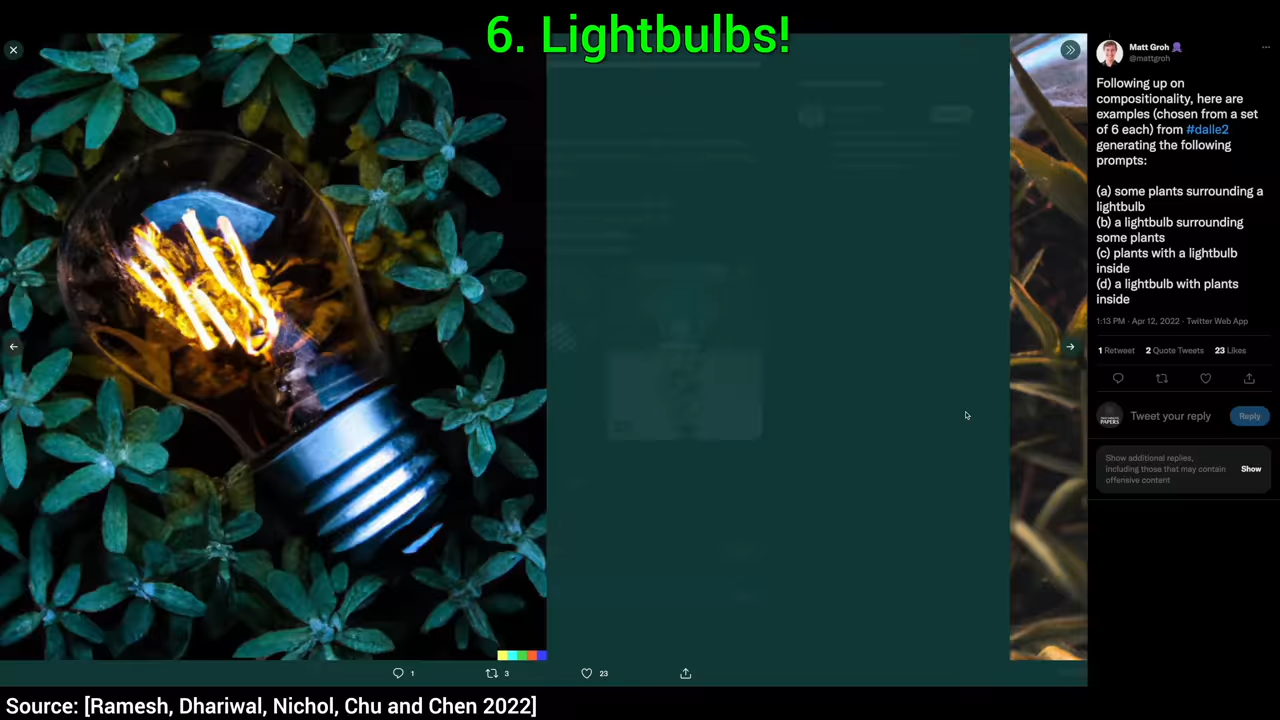 6. Lightbulbs!
Matt Groh
@mattgroh
Following up on
compositionality, here are
examples (chosen from a set
of 6 each) from #dalle2
generating the following
prompts:
(a) some plants surrounding a
lightbulb
(b) a lightbulb surrounding
some plants
(c) plants with a lightbulb
inside
(d) a lightbulb with plants
inside
1:13 PM · Apr 12, 2022 · Twitter Web App
1 Retweet 2 Quote Tweets 23 Likes
Tweet your reply
Reply
Show additional replies,
including those that may contain
offensive content
Show
1 3 23
Source: [Ramesh, Dhariwal, Nichol, Chu and Chen 2022]